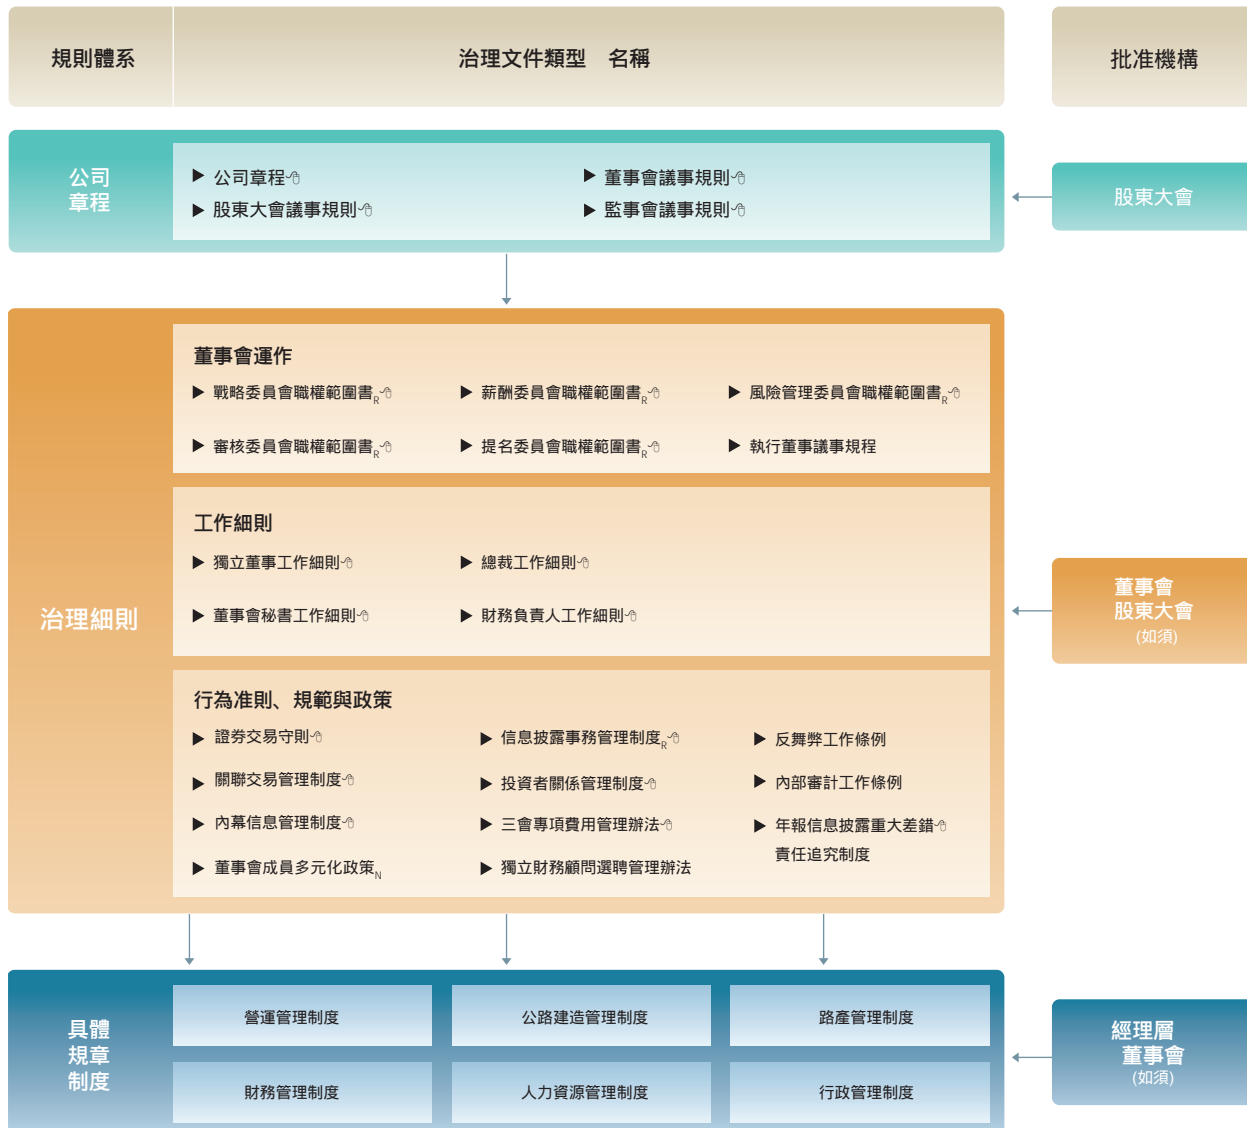 規則體系
治理文件類型　名稱
批准機構
公司
章程
▶ 公司章程
▶ 董事會議事規則
▶ 股東大會議事規則
▶ 監事會議事規則
股東大會
治理細則
董事會運作
▶ 戰略委員會職權範圍書R
▶ 薪酬委員會職權範圍書R
▶ 風險管理委員會職權範圍書R
▶ 審核委員會職權範圍書R
▶ 提名委員會職權範圍書R
▶ 執行董事議事規程
工作細則
▶ 獨立董事工作細則
▶ 總裁工作細則
▶ 董事會秘書工作細則
▶ 財務負責人工作細則
董事會
股東大會
(如須)
行為准則、規範與政策
▶ 證券交易守則
▶ 信息披露事務管理制度R
▶ 反舞弊工作條例
▶ 關聯交易管理制度
▶ 投資者關係管理制度
▶ 內部審計工作條例
▶ 內幕信息管理制度
▶ 三會專項費用管理辦法
▶ 年報信息披露重大差錯
責任追究制度
▶ 董事會成員多元化政策N
▶ 獨立財務顧問選聘管理辦法
具體
規章
制度
營運管理制度
公路建造管理制度
路產管理制度
財務管理制度
人力資源管理制度
行政管理制度
經理層
董事會
(如須)